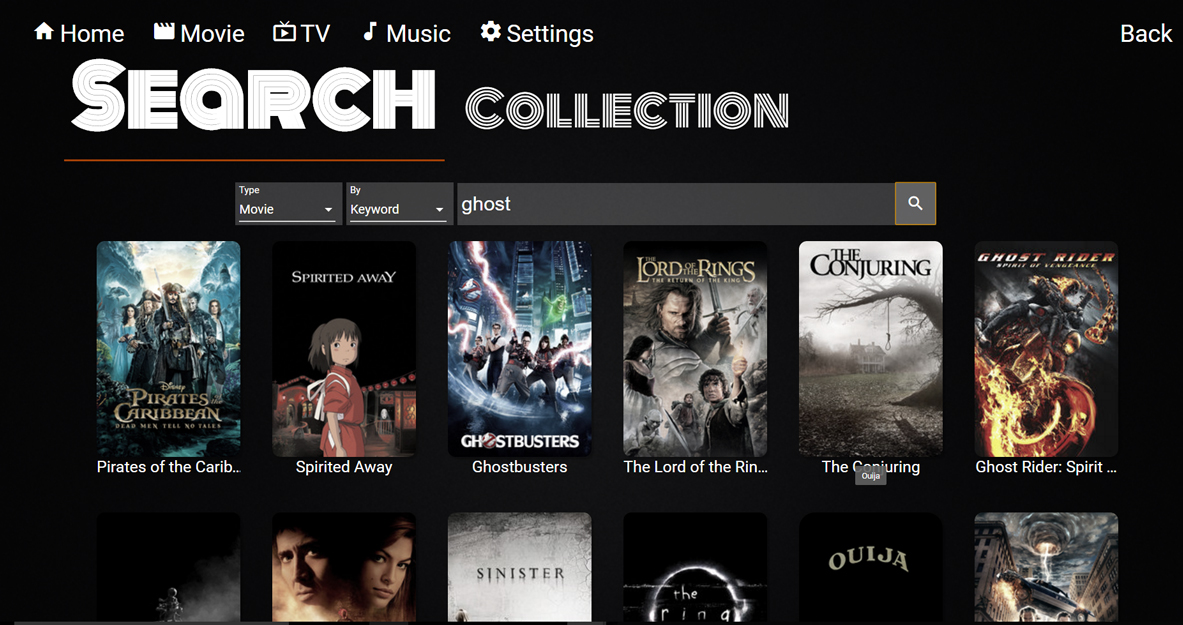 Home Movie TV Music Settings Back
Search Collection
Type By
Movie Keyword ghost
Disney
PIRATES OF THE CARIBBEAN
DEAD MEN TELL NO TALES
SPIRITED AWAY
GHOSTBUSTERS
THE LORD OF THE RINGS
THE RETURN OF THE KING
THE CONJURING
GHOST RIDER
SPIRIT OF VENGEANCE
Pirates of the Carib... Spirited Away Ghostbusters The Lord of the Rin... The Conjuring Ghost Rider: Spirit ...
Ouija
SINISTER
the ring
OUIJA